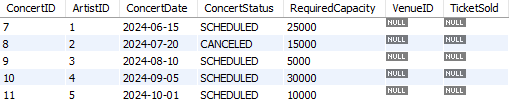 ConcertID ArtistID ConcertDate ConcertStatus RequiredCapacity VenueID TicketSold
7 1 2024-06-15 SCHEDULED 25000 NULL NULL
8 2 2024-07-20 CANCELED 15000 NULL NULL
9 3 2024-08-10 SCHEDULED 5000 NULL NULL
10 4 2024-09-05 SCHEDULED 30000 NULL NULL
11 5 2024-10-01 SCHEDULED 10000 NULL NULL